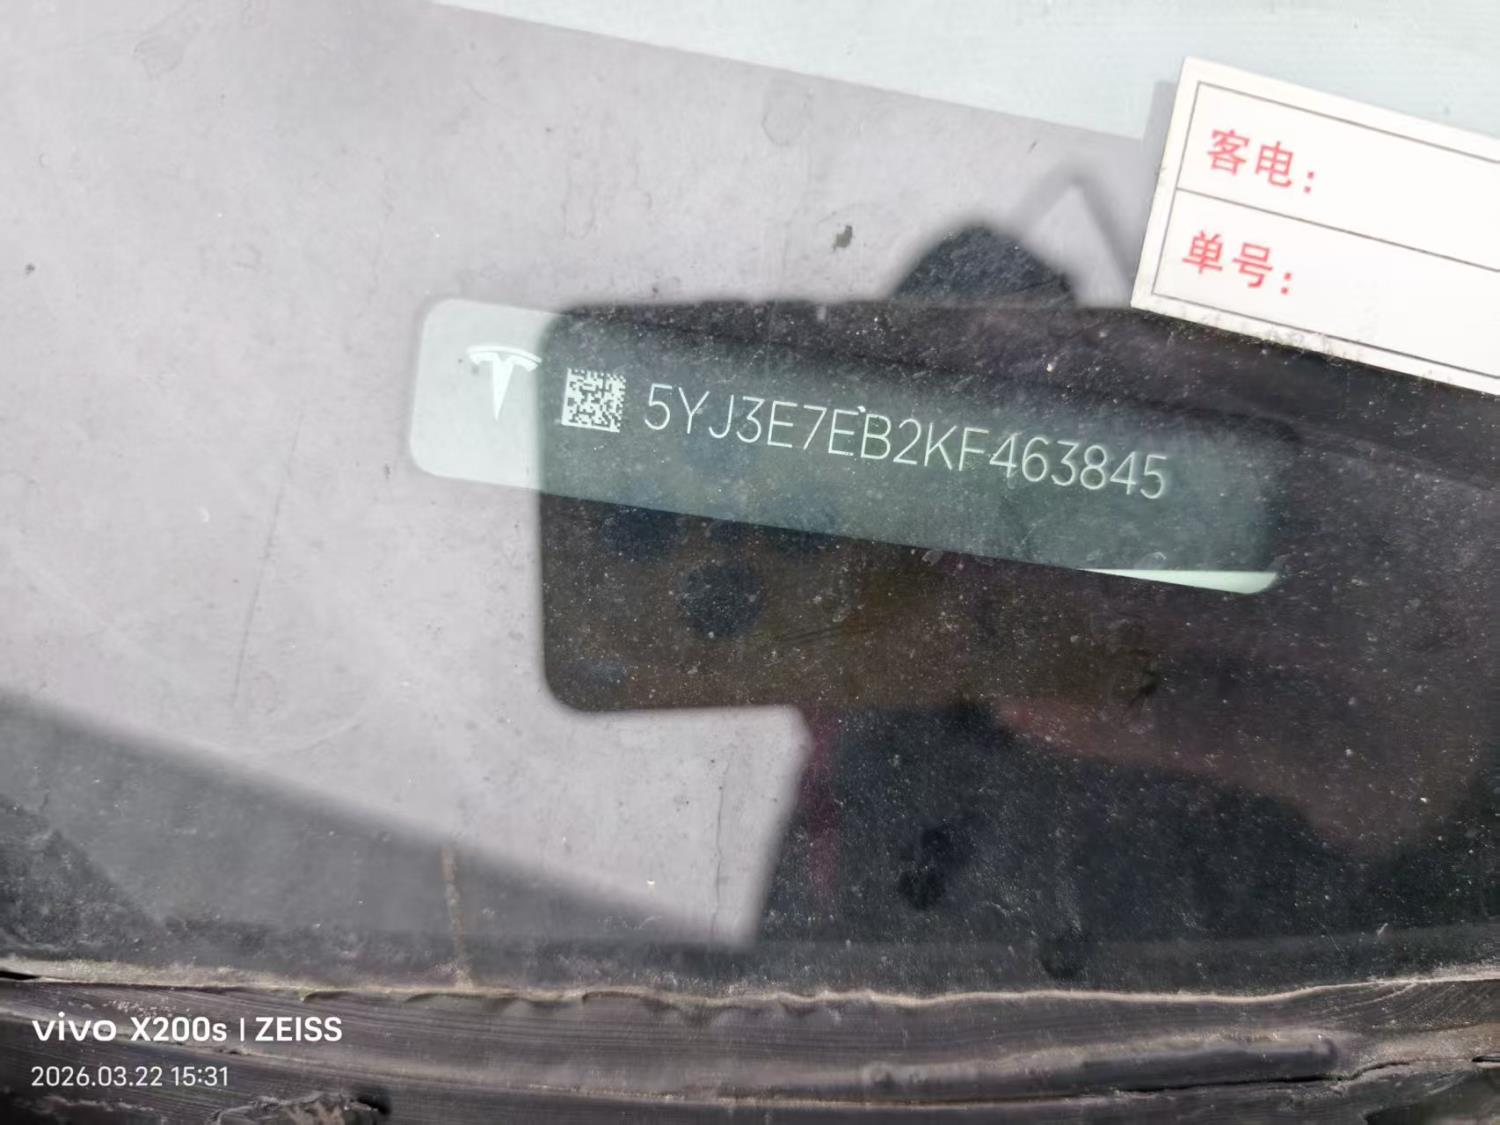 客电：
单号：
5YJ3E7EB2KF463845
vivo X200s | ZEISS
2026.03.22 15:31